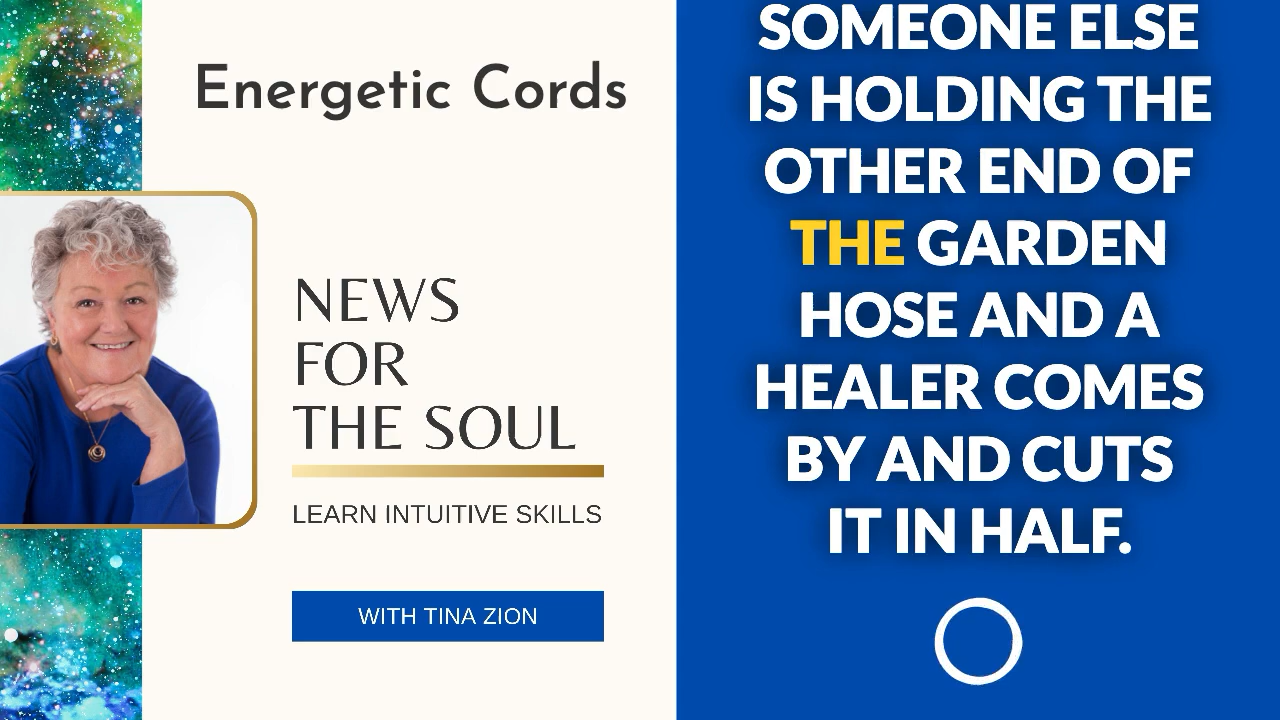 Energetic Cords
NEWS
FOR
THE SOUL
LEARN INTUITIVE SKILLS
WITH TINA ZION
SOMEONE ELSE
IS HOLDING THE
OTHER END OF
THE GARDEN
HOSE AND A
HEALER COMES
BY AND CUTS
IT IN HALF.